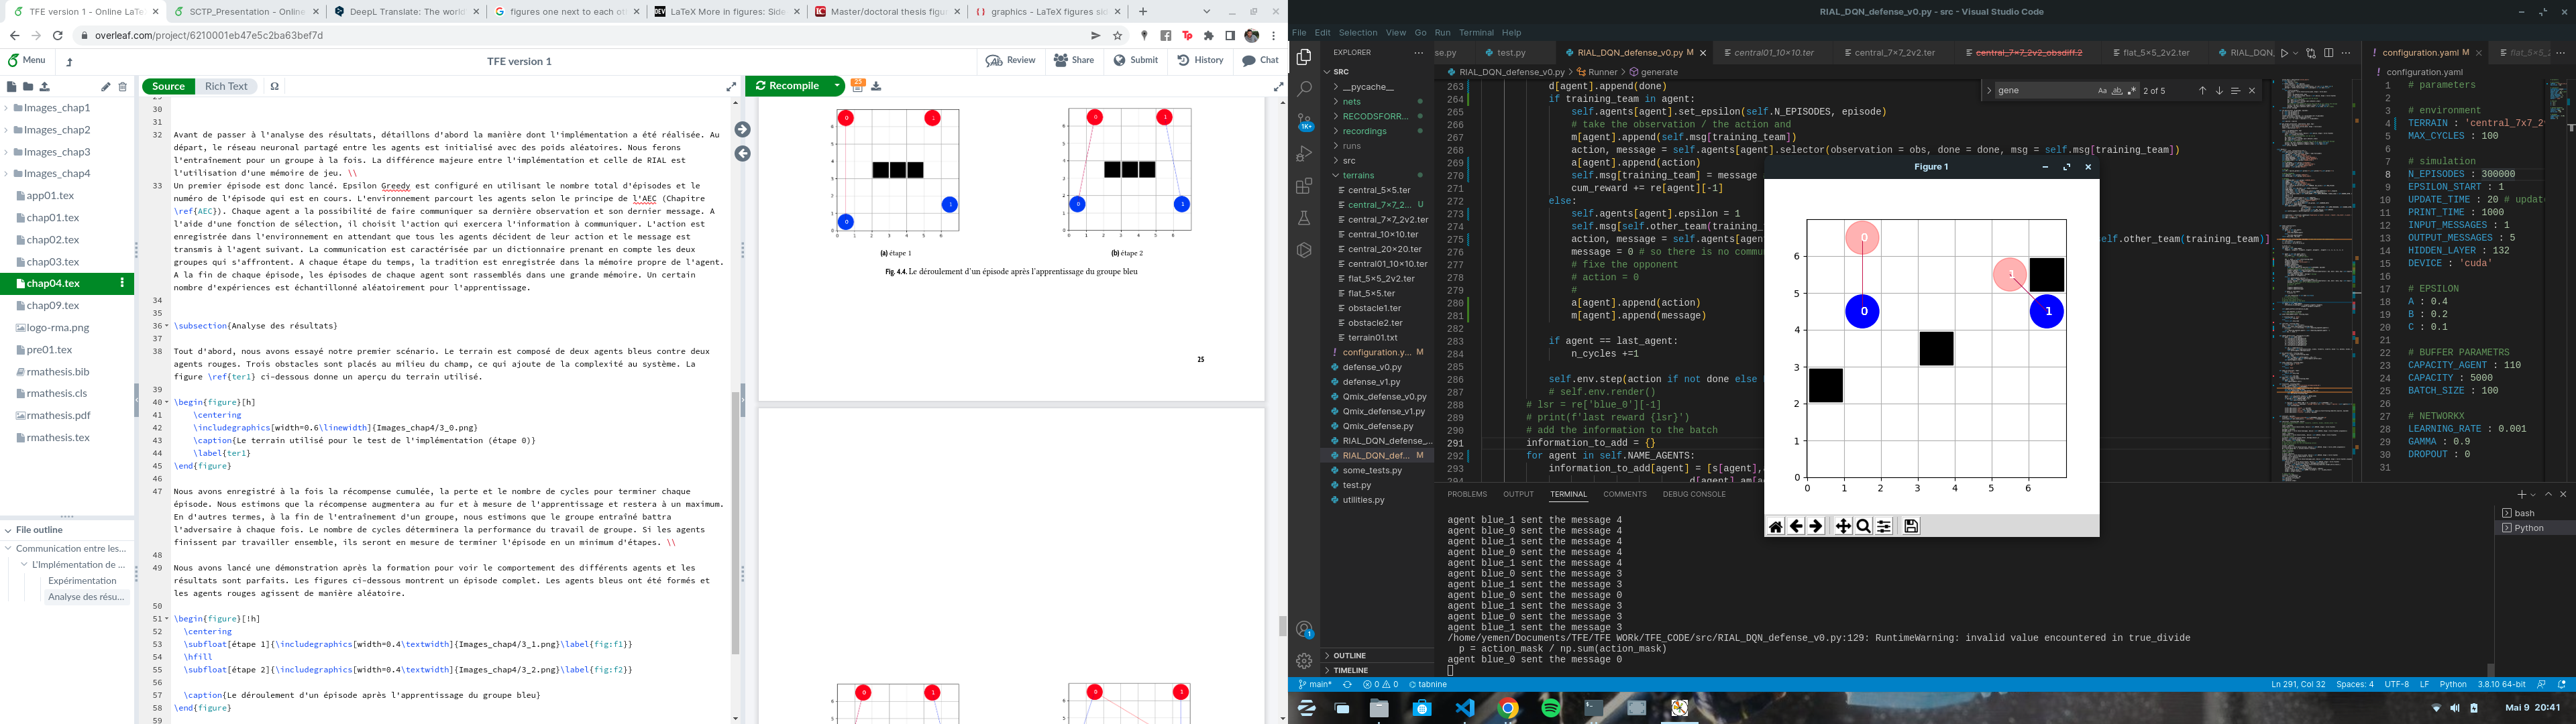 TFE version 1 - Online LaTe
SCTP_Presentation - Online
DeepL Translate: The world
figures one next to each oth
LaTeX More in figures: Side
Master/doctoral thesis figu
graphics - LaTeX figures sid
overleaf.com/project/6210001eb47e5c2ba63bef7d
Menu
TFE version 1
Review
Share
Submit
History
Chat
Source
Rich Text
Recompile
Images_chap1
Images_chap2
Images_chap3
Images_chap4
app01.tex
chap01.tex
chap02.tex
chap03.tex
chap04.tex
chap09.tex
logo-rma.png
pre01.tex
rmathesis.bib
rmathesis.cls
rmathesis.pdf
rmathesis.tex
File outline
Communication entre les...
L'Implémentation de ...
Expérimentation
Analyse des résu...
30
31
32 Avant de passer à l'analyse des résultats, détaillons d'abord la manière dont l'implémentation a été réalisée. Au
départ, le réseau neuronal partagé entre les agents est initialisé avec des poids aléatoires. Nous ferons
l'entraînement pour un groupe à la fois. La différence majeure entre l'implémentation et celle de RIAL est
l'utilisation d'une mémoire de jeu. \\
33 Un premier épisode est donc lancé. Epsilon Greedy est configuré en utilisant le nombre total d'épisodes et le
numéro de l'épisode qui est en cours. L'environnement parcourt les agents selon le principe de l'AEC (Chapitre
\ref{AEC}). Chaque agent a la possibilité de faire communiquer sa dernière observation et son dernier message. A
l'aide d'une fonction de sélection, il choisit l'action qui exercera l'information à communiquer. L'action est
enregistrée dans l'environnement en attendant que tous les agents décident de leur action et le message est
transmis à l'agent suivant. La communication est caractérisée par un dictionnaire prenant en compte les deux
groupes qui s'affrontent. A chaque étape du temps, la tradition est enregistrée dans la mémoire propre de l'agent.
A la fin de chaque épisode, les épisodes de chaque agent sont rassemblés dans une grande mémoire. Un certain
nombre d'expériences est échantillonné aléatoirement pour l'apprentissage.
34
35
36 \subsection{Analyse des résultats}
37
38 Tout d'abord, nous avons essayé notre premier scénario. Le terrain est composé de deux agents bleus contre deux
agents rouges. Trois obstacles sont placés au milieu du champ, ce qui ajoute de la complexité au système. La
figure \ref{ter1} ci-dessous donne un aperçu du terrain utilisé.
39
40 \begin{figure}[h]
41 \centering
42 \includegraphics[width=0.6\linewidth]{Images_chap4/3_0.png}
43 \caption{Le terrain utilisé pour le test de l'implémentation (étape 0)}
44 \label{ter1}
45 \end{figure}
46
47 Nous avons enregistré à la fois la récompense cumulée, la perte et le nombre de cycles pour terminer chaque
épisode. Nous estimons que la récompense augmentera au fur et à mesure de l'apprentissage et restera à un maximum.
En d'autres termes, à la fin de l'entraînement d'un groupe, nous estimons que le groupe entraîné battra
l'adversaire à chaque fois. Le nombre de cycles déterminera la performance du travail de groupe. Si les agents
finissent par travailler ensemble, ils seront en mesure de terminer l'épisode en un minimum d'étapes. \\
48
49 Nous avons lancé une démonstration après la formation pour voir le comportement des différents agents et les
résultats sont parfaits. Les figures ci-dessous montrent un épisode complet. Les agents bleus ont été formés et
les agents rouges agissent de manière aléatoire.
50
51 \begin{figure}[!h]
52 \centering
53 \subfloat[étape 1]{\includegraphics[width=0.4\textwidth]{Images_chap4/3_1.png}\label{fig:f1}}
54 \hfill
55 \subfloat[étape 2]{\includegraphics[width=0.4\textwidth]{Images_chap4/3_2.png}\label{fig:f2}}
56
57 \caption{Le déroulement d'un épisode après l'apprentissage du groupe bleu}
58 \end{figure}
59
(a) étape 1
(b) étape 2
Fig. 4.4. Le déroulement d'un épisode après l'apprentissage du groupe bleu
25
RIAL_DQN_defense_v0.py - src - Visual Studio Code
File Edit Selection View Go Run Terminal Help
EXPLORER
SRC
__pycache__
nets
RECODSFORR...
recordings
runs
src
terrains
central_5x5.ter
central_7x7_2...
central_7x7_2v2.ter
central_10x10.ter
central_20x20.ter
central01_10x10.ter
flat_5x5_2v2.ter
flat_5x5.ter
obstacle1.ter
obstacle2.ter
terrain01.txt
configuration.y... M
defense_v0.py
defense_v1.py
Qmix_defense_v0.py
Qmix_defense_v1.py
Qmix_defense.py
RIAL_DQN_defense_...
RIAL_DQN_def... M
some_tests.py
test.py
utilities.py
OUTLINE
TIMELINE
se.py
test.py
RIAL_DQN_defense_v0.py M
central01_10x10.ter
central_7x7_2v2.ter
central_7x7_2v2_obsdiff.2
flat_5x5_2v2.ter
RIAL_DQN_
RIAL_DQN_defense_v0.py > Runner > generate
gene
2 of 5
263 d[agent].append(done)
264 if training_team in agent:
265 self.agents[agent].set_epsilon(self.N_EPISODES, episode)
266 # take the observation / the action and
267 m[agent].append(self.msg[training_team])
268 action, message = self.agents[agent].selector(observation = obs, done = done, msg = self.msg[training_team])
269 a[agent].append(action)
270 self.msg[training_team] = message
271 cum_reward += re[agent][-1]
272 else:
273 self.agents[agent].epsilon = 1
274 self.msg[self.other_team(training_
275 action, message = self.agents[agen
self.other_team(training_team)]
276 message = 0 # so there is no commu
277 # fixe the opponent
278 # action = 0
279 #
280 a[agent].append(action)
281 m[agent].append(message)
282
283 if agent == last_agent:
284 n_cycles +=1
285
286 self.env.step(action if not done else
287 # self.env.render()
288 # lsr = re['blue_0'][-1]
289 # print(f'last reward {lsr}')
290 # add the information to the batch
291 information_to_add = {}
292 for agent in self.NAME_AGENTS:
293 information_to_add[agent] = [s[agent],
Figure 1
0
1
0
1
6
5
4
3
2
1
0
0 1 2 3 4 5 6
configuration.yaml M
configuration.yaml
1 # parameters
2
3 # environment
4 TERRAIN : 'central_7x7_2v
5 MAX_CYCLES : 100
6
7 # simulation
8 N_EPISODES : 300000
9 EPSILON_START : 1
10 UPDATE_TIME : 20 # updat
11 PRINT_TIME : 1000
12 INPUT_MESSAGES : 1
13 OUTPUT_MESSAGES : 5
14 HIDDEN_LAYER : 132
15 DEVICE : 'cuda'
16
17 # EPSILON
18 A : 0.4
19 B : 0.2
20 C : 0.1
21
22 # BUFFER PARAMETRS
23 CAPACITY_AGENT : 110
24 CAPACITY : 5000
25 BATCH_SIZE : 100
26
27 # NETWORKX
28 LEARNING_RATE : 0.001
29 GAMMA : 0.9
30 DROPOUT : 0
31
PROBLEMS OUTPUT TERMINAL COMMENTS DEBUG CONSOLE
agent blue_1 sent the message 4
agent blue_0 sent the message 4
agent blue_1 sent the message 4
agent blue_0 sent the message 4
agent blue_1 sent the message 4
agent blue_0 sent the message 3
agent blue_1 sent the message 3
agent blue_0 sent the message 0
agent blue_1 sent the message 3
agent blue_0 sent the message 3
agent blue_1 sent the message 3
/home/yemen/Documents/TFE/TFE WORk/TFE_CODE/src/RIAL_DQN_defense_v0.py:129: RuntimeWarning: invalid value encountered in true_divide
p = action_mask / np.sum(action_mask)
agent blue_0 sent the message 0
bash
Python
main*
0 0
tabnine
Ln 291, Col 32 Spaces: 4 UTF-8 LF Python 3.8.10 64-bit
Mai 9 20:41